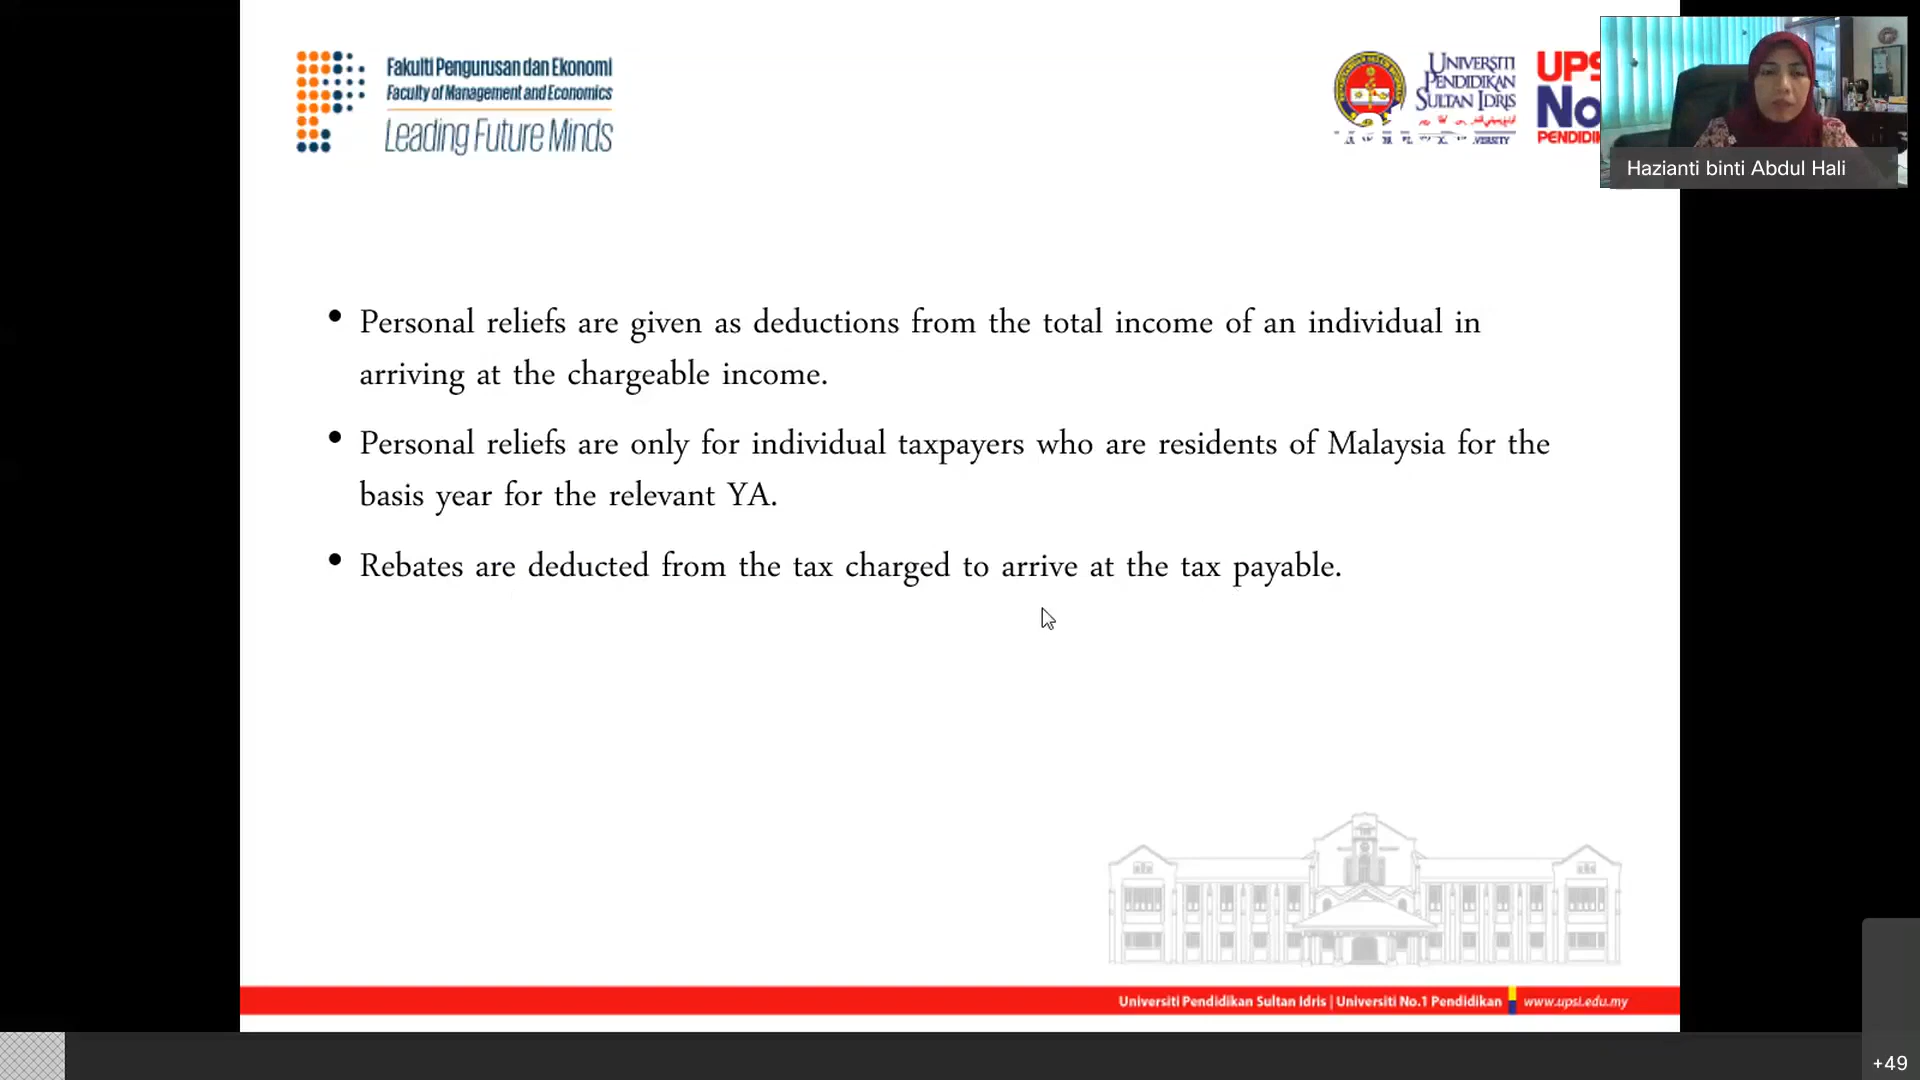 Fakulti Pengurusan dan Ekonomi
Faculty of Management and Economics
Leading Future Minds
UNIVERSITI
PENDIDIKAN
SULTAN IDRIS
UPS
No
Hazianti binti Abdul Hali
• Personal reliefs are given as deductions from the total income of an individual in
arriving at the chargeable income.
• Personal reliefs are only for individual taxpayers who are residents of Malaysia for the
basis year for the relevant YA.
• Rebates are deducted from the tax charged to arrive at the tax payable.
Universiti Pendidikan Sultan Idris | Universiti No.1 Pendidikan www.upsi.edu.my
+49